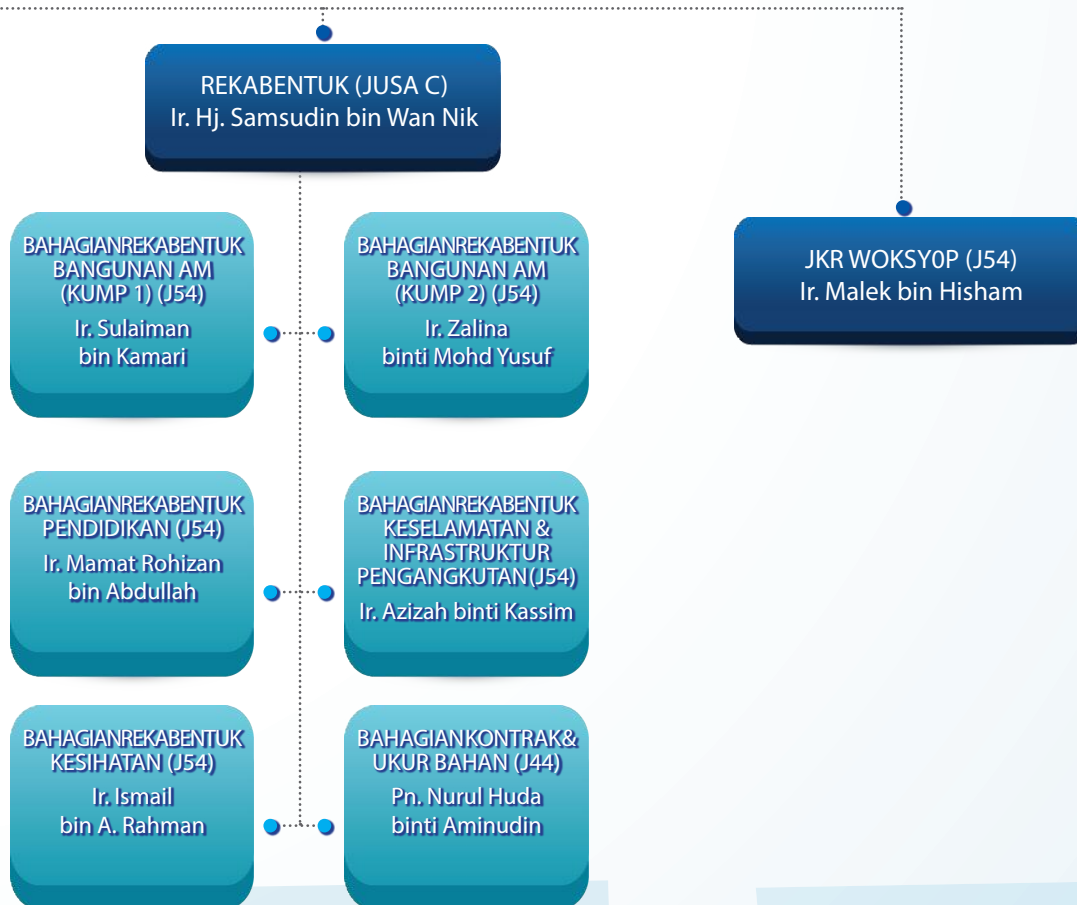 REKABENTUK (JUSA C)
Ir. Hj. Samsudin bin Wan Nik
BAHAGIANREKABENTUK
BANGUNAN AM
(KUMP 1) (J54)
Ir. Sulaiman
bin Kamari
BAHAGIANREKABENTUK
BANGUNAN AM
(KUMP 2) (J54)
Ir. Zalina
binti Mohd Yusuf
JKR WOKSY0P (J54)
Ir. Malek bin Hisham
BAHAGIANREKABENTUK
PENDIDIKAN (J54)
Ir. Mamat Rohizan
bin Abdullah
BAHAGIANREKABENTUK
KESELAMATAN &
INFRASTRUKTUR
PENGANGKUTAN(J54)
Ir. Azizah binti Kassim
BAHAGIANREKABENTUK
KESIHATAN (J54)
Ir. Ismail
bin A. Rahman
BAHAGIANKONTRAK&
UKUR BAHAN (J44)
Pn. Nurul Huda
binti Aminudin